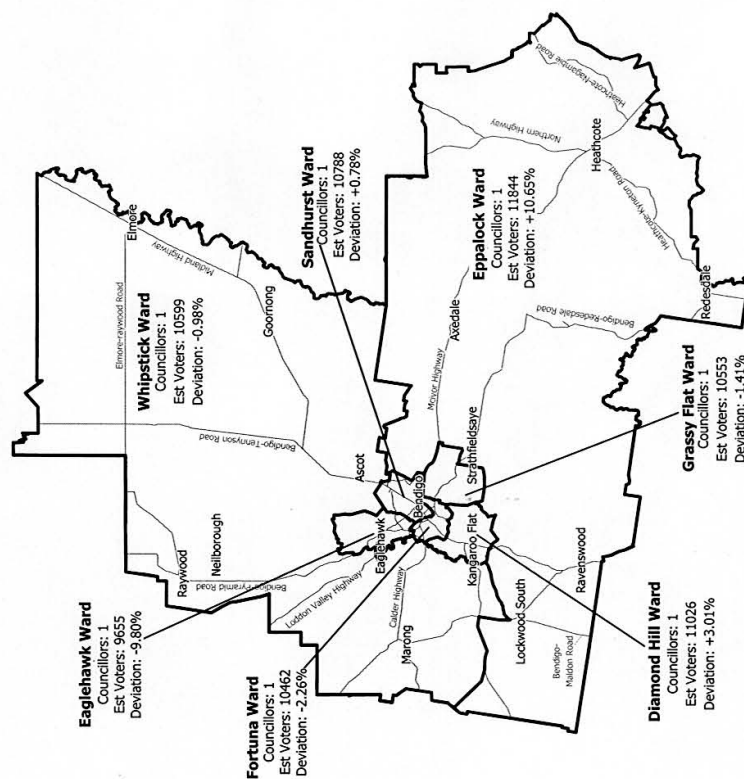 Elmore
Elmore-raywood Road
Midland Highway
Whipstick Ward
Councillors: 1
Est Voters: 10599
Deviation: -0.98%
Goornong
Bendigo-Tennyson Road
Raywood
Neilborough
Bendigo-Pyramid Road
Eaglehawk Ward
Councillors: 1
Est Voters: 9655
Deviation: -9.80%
Sandhurst Ward
Councillors: 1
Est Voters: 10788
Deviation: +0.78%
Ascot
Loddon Valley Highway
Eaglehawk
Bendigo
Fortuna Ward
Councillors: 1
Est Voters: 10462
Deviation: -2.26%
Calder Highway
Marong
Kangaroo Flat
Strathfieldsaye
McIvor Highway
Axedale
Eppalock Ward
Councillors: 1
Est Voters: 11844
Deviation: +10.65%
Northern Highway
Heathcote-Nagambie Road
Heathcote
Heathcote-Kyneton Road
Bendigo-Redesdale Road
Redesdale
Lockwood South
Ravenswood
Bendigo-
Maldon Road
Diamond Hill Ward
Councillors: 1
Est Voters: 11026
Deviation: +3.01%
Grassy Flat Ward
Councillors: 1
Est Voters: 10553
Deviation: -1.41%